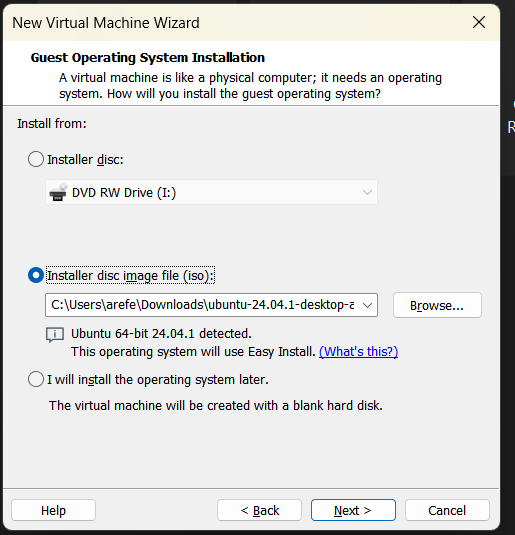 New Virtual Machine Wizard
Guest Operating System Installation
A virtual machine is like a physical computer; it needs an operating
system. How will you install the guest operating system?
Install from:
Installer disc:
DVD RW Drive (I:)
Installer disc image file (iso):
C:\Users\arefe\Downloads\ubuntu-24.04.1-desktop-a
Browse...
Ubuntu 64-bit 24.04.1 detected.
This operating system will use Easy Install. (What's this?)
I will install the operating system later.
The virtual machine will be created with a blank hard disk.
Help
< Back
Next >
Cancel
R